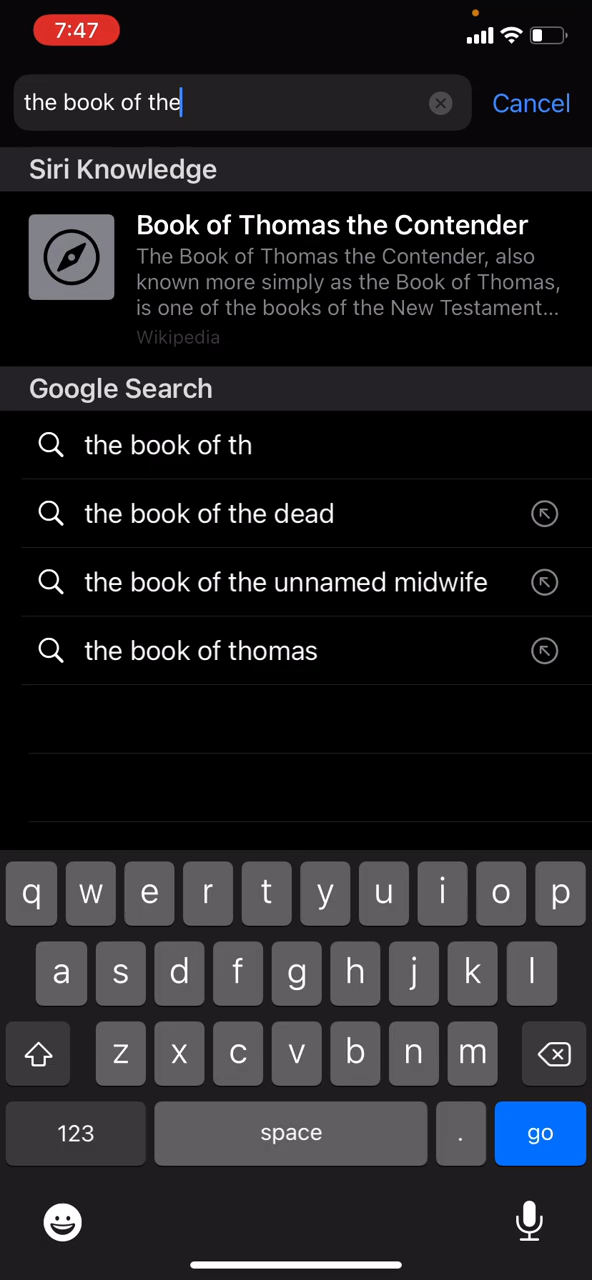 7:47
the book of the
Cancel
Siri Knowledge
Book of Thomas the Contender
The Book of Thomas the Contender, also
known more simply as the Book of Thomas,
is one of the books of the New Testament...
Wikipedia
Google Search
the book of th
the book of the dead
the book of the unnamed midwife
the book of thomas
q w e r t y u i o p
a s d f g h j k l
z x c v b n m
123 space . go